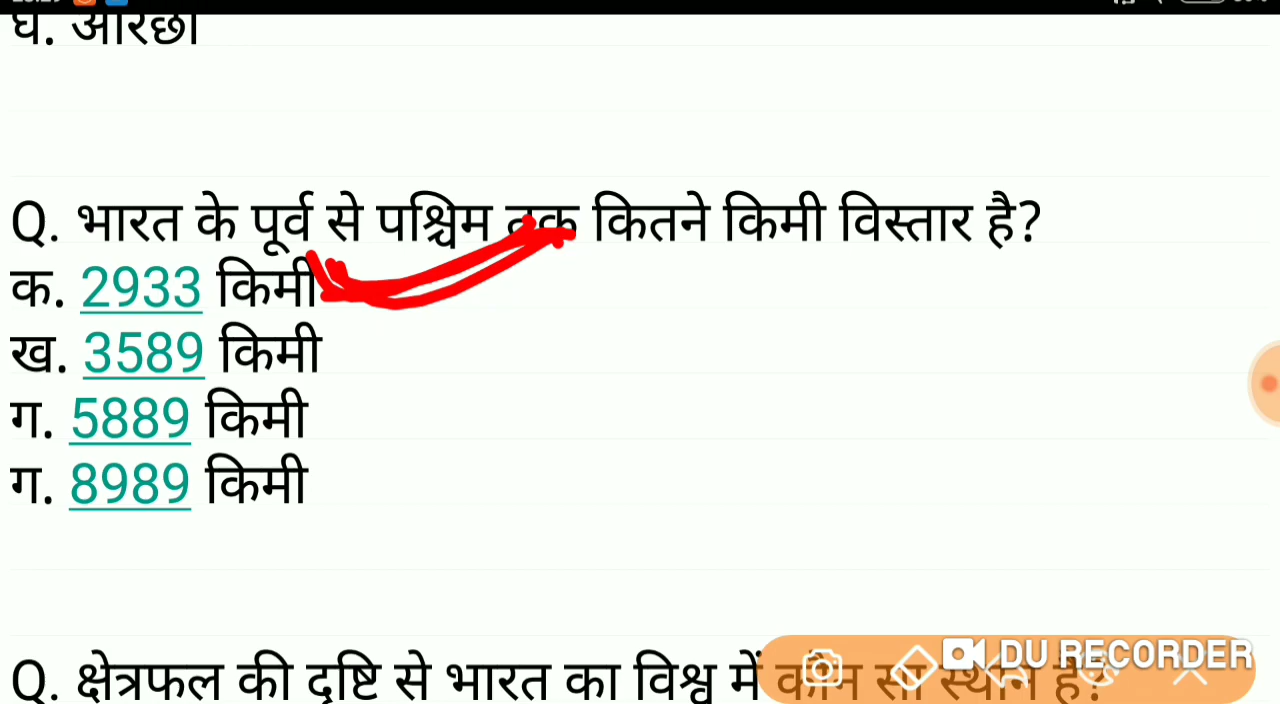 घ. ओरछा
Q. भारत के पूर्व से पश्चिम तक कितने किमी विस्तार है?
क. 2933 किमी
ख. 3589 किमी
ग. 5889 किमी
ग. 8989 किमी
Q. क्षेत्रफल की दृष्टि से भारत का विश्व में कौन सा स्थान है?
DU RECORDER